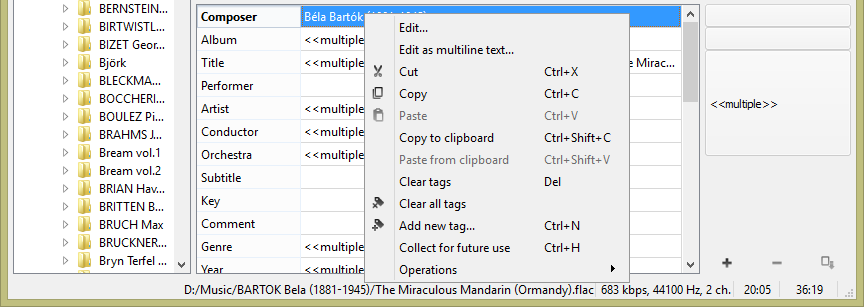 BERNSTEIN...
BIRTWISTL...
BIZET Geor...
Björk
BLECKMA...
BOCCHERI...
BOULEZ Pi...
BRAHMS J...
Bream vol.1
Bream vol.2
BRIAN Hav...
BRITTEN B...
BRUCH Max
BRUCKNER...
Bryn Terfel ...
Composer Béla Bartók (1881-1945)
Album <<multiple
Title <<multiple e Mirac...
Performer
Artist <<multiple
Conductor <<multiple
Orchestra <<multiple
Subtitle
Key
Comment
Genre <<multiple
Year <<multiple
Edit...
Edit as multiline text...
Cut Ctrl+X
Copy Ctrl+C
Paste Ctrl+V
Copy to clipboard Ctrl+Shift+C
Paste from clipboard Ctrl+Shift+V
Clear tags Del
Clear all tags
Add new tag... Ctrl+N
Collect for future use Ctrl+H
Operations
<<multiple>>
D:/Music/BARTOK Bela (1881-1945)/The Miraculous Mandarin (Ormandy).flac 683 kbps, 44100 Hz, 2 ch. 20:05 36:19